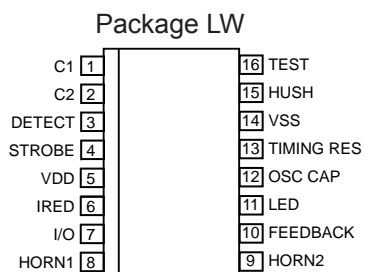 Package LW
C1 1
C2 2
DETECT 3
STROBE 4
VDD 5
IRED 6
I/O 7
HORN1 8
16 TEST
15 HUSH
14 VSS
13 TIMING RES
12 OSC CAP
11 LED
10 FEEDBACK
9 HORN2